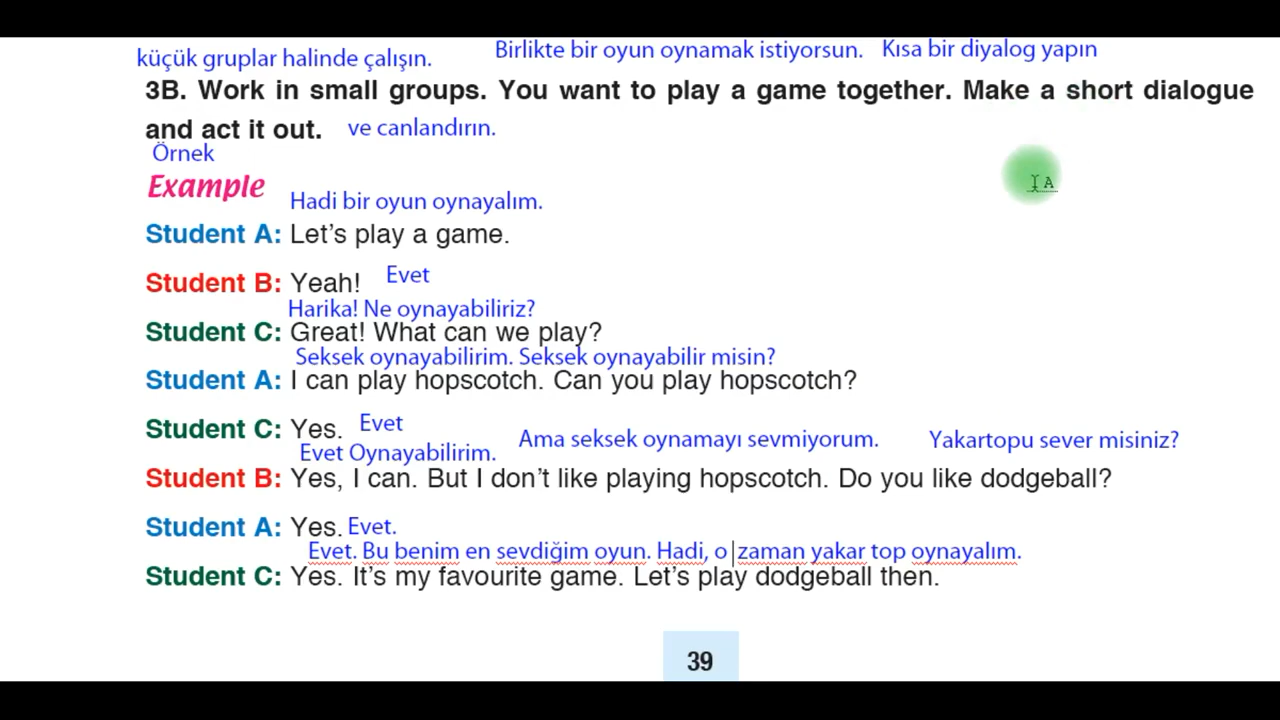 küçük gruplar halinde çalışın. Birlikte bir oyun oynamak istiyorsun. Kısa bir diyalog yapın
3B. Work in small groups. You want to play a game together. Make a short dialogue
and act it out. ve canlandırın.
Örnek
Example
Hadi bir oyun oynayalım.
Student A: Let's play a game.
Student B: Yeah! Evet
Harika! Ne oynayabiliriz?
Student C: Great! What can we play?
Seksek oynayabilirim. Seksek oynayabilir misin?
Student A: I can play hopscotch. Can you play hopscotch?
Student C: Yes. Evet
Evet Oynayabilirim. Ama seksek oynamayı sevmiyorum. Yakartopu sever misiniz?
Student B: Yes, I can. But I don't like playing hopscotch. Do you like dodgeball?
Student A: Yes. Evet.
Evet. Bu benim en sevdiğim oyun. Hadi, o zaman yakar top oynayalım.
Student C: Yes. It's my favourite game. Let's play dodgeball then.
39
A